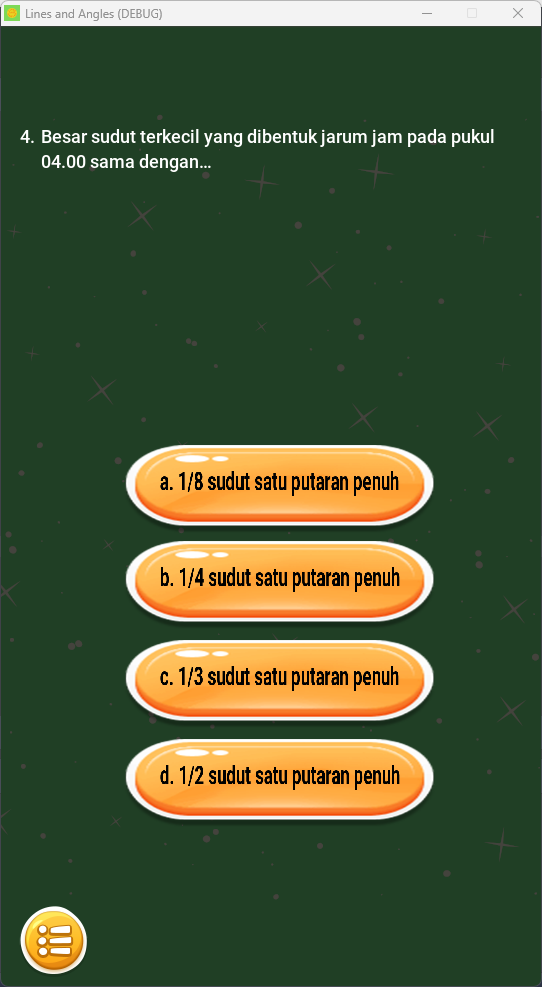 Lines and Angles (DEBUG)
4. Besar sudut terkecil yang dibentuk jarum jam pada pukul
04.00 sama dengan...
a. 1/8 sudut satu putaran penuh
b. 1/4 sudut satu putaran penuh
c. 1/3 sudut satu putaran penuh
d. 1/2 sudut satu putaran penuh